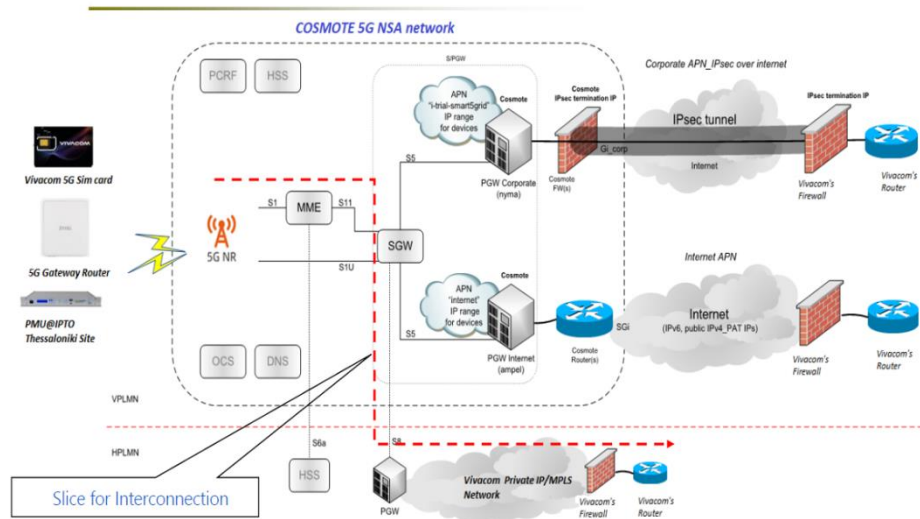 COSMOTE 5G NSA network
PCRF
HSS
S/PGW
Corporate APN_IPsec over internet
APN
"i-trial-smart5grid"
IP range
for devices
Cosmote
Cosmote
IPsec termination IP
IPsec termination IP
IPsec tunnel
Gi_corp
Internet
VIVACOM
Vivacom 5G Sim card
S5
PGW Corporate
(nyma)
Cosmote
FW(s)
Vivacom's
Firewall
Vivacom's
Router
S1
MME
S11
5G NR
SGW
S1U
5G Gateway Router
Internet APN
Cosmote
APN
"internet"
IP range
for devices
PMU@IPTO
Thessaloniki Site
S5
PGW Internet
(ampel)
Cosmote
Router(s)
SGi
Internet
(IPv6, public IPv4_PAT IPs)
Vivacom's
Firewall
Vivacom's
Router
OCS
DNS
VPLMN
HPLMN
S6a
S8
HSS
PGW
Vivacom Private IP/MPLS
Network
Vivacom's
Firewall
Vivacom's
Router
Slice for Interconnection